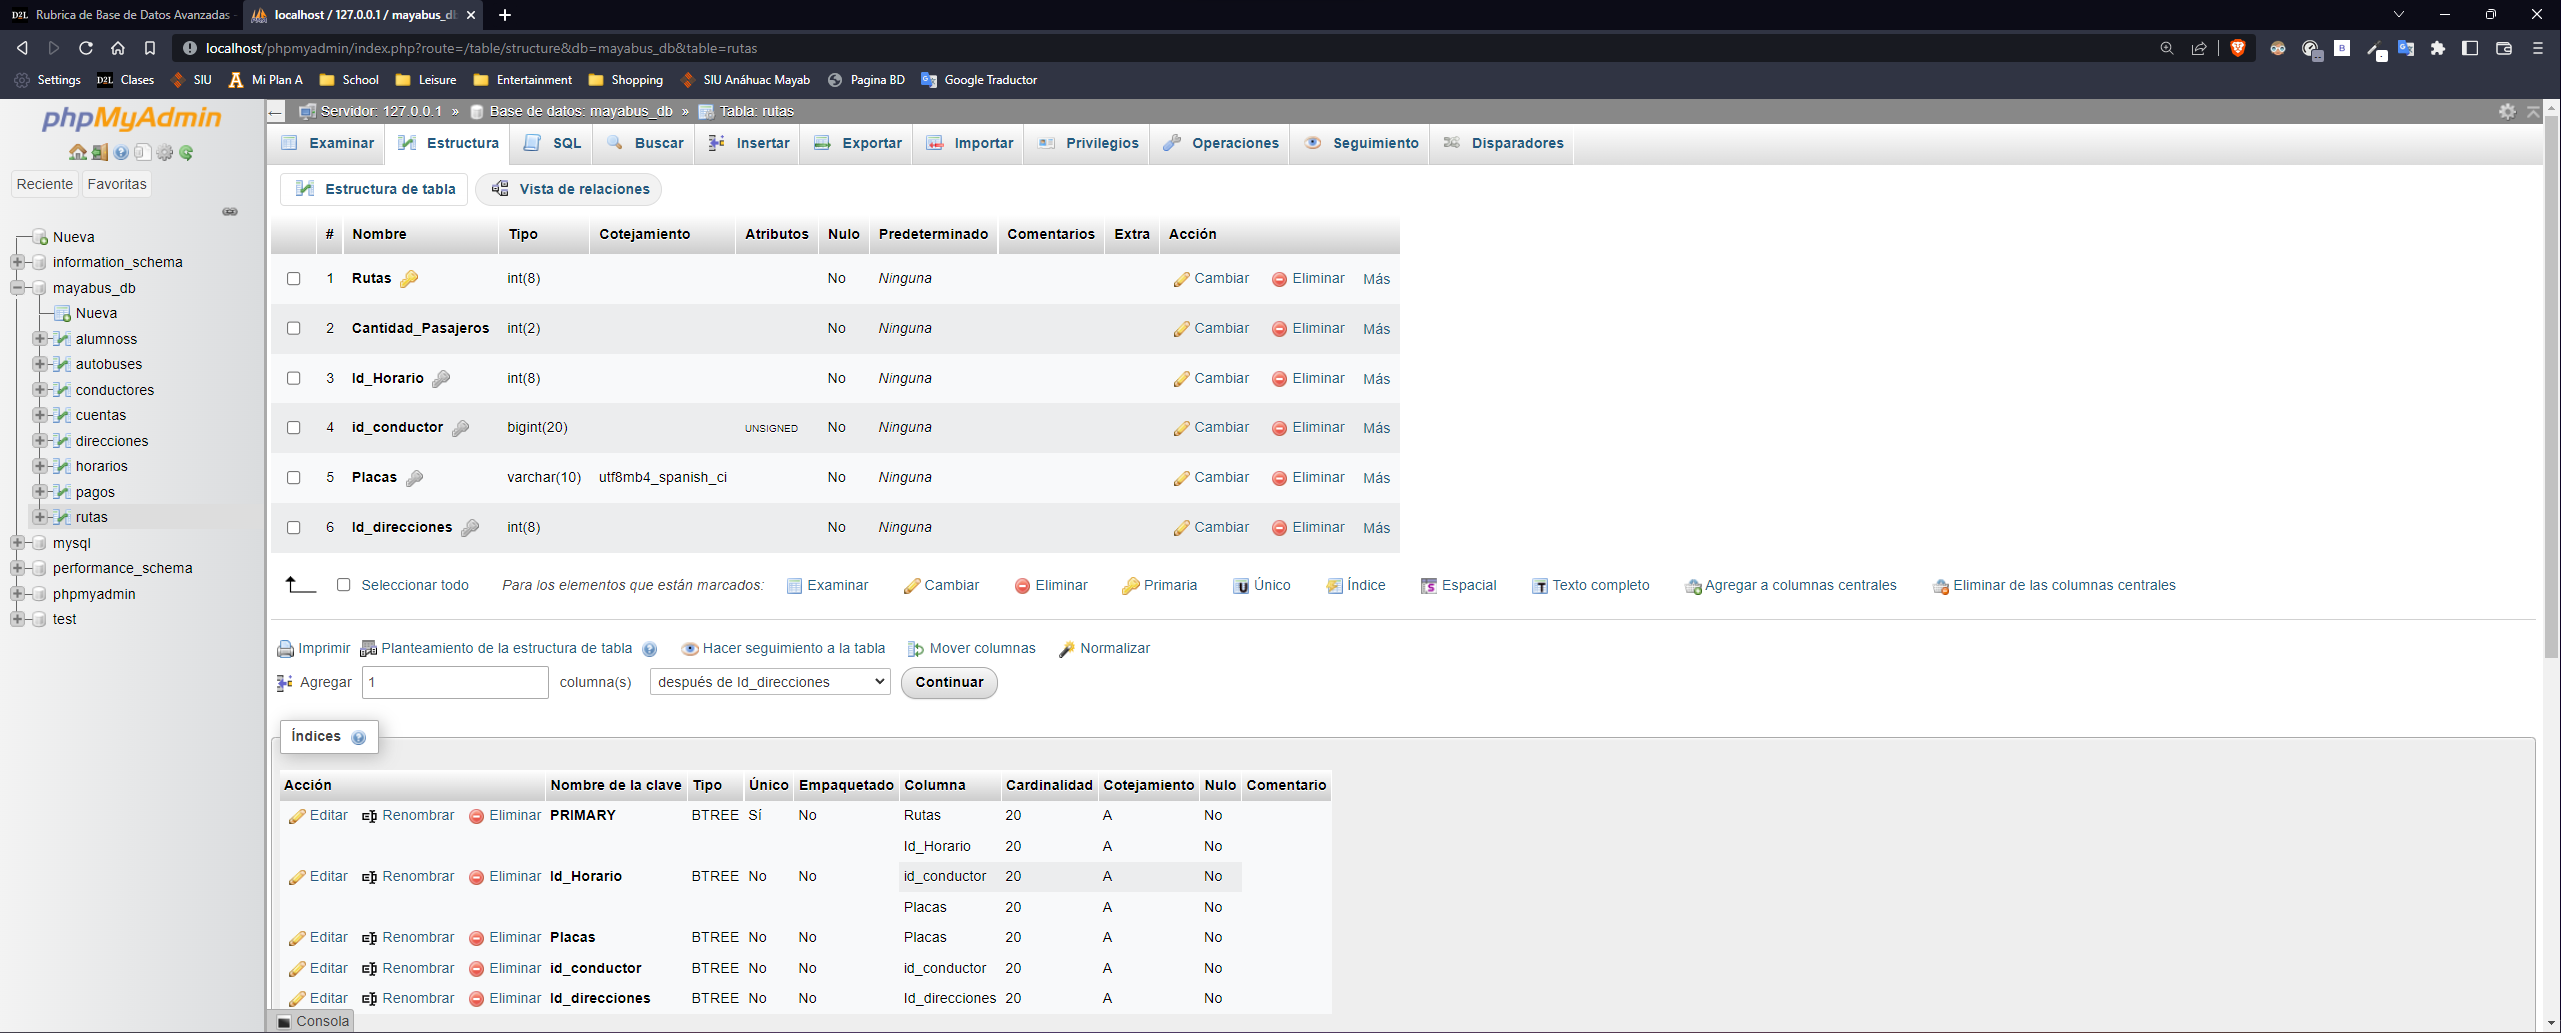 D2L Rubrica de Base de Datos Avanzadas - localhost / 127.0.0.1 / mayabus_db
localhost/phpmyadmin/index.php?route=/table/structure&db=mayabus_db&table=rutas
Settings D2L Clases SIU Mi Plan A School Leisure Entertainment Shopping SIU Anáhuac Mayab Pagina BD Google Traductor
phpMyAdmin
Reciente Favoritas
Nueva
information_schema
mayabus_db
Nueva
alumnoss
autobuses
conductores
cuentas
direcciones
horarios
pagos
rutas
mysql
performance_schema
phpmyadmin
test
Servidor: 127.0.0.1 » Base de datos: mayabus_db » Tabla: rutas
Examinar Estructura SQL Buscar Insertar Exportar Importar Privilegios Operaciones Seguimiento Disparadores
Estructura de tabla Vista de relaciones
# Nombre Tipo Cotejamiento Atributos Nulo Predeterminado Comentarios Extra Acción
1 Rutas int(8) No Ninguna Cambiar Eliminar Más
2 Cantidad_Pasajeros int(2) No Ninguna Cambiar Eliminar Más
3 Id_Horario int(8) No Ninguna Cambiar Eliminar Más
4 id_conductor bigint(20) UNSIGNED No Ninguna Cambiar Eliminar Más
5 Placas varchar(10) utf8mb4_spanish_ci No Ninguna Cambiar Eliminar Más
6 Id_direcciones int(8) No Ninguna Cambiar Eliminar Más
Seleccionar todo Para los elementos que están marcados: Examinar Cambiar Eliminar Primaria Único Índice Espacial Texto completo Agregar a columnas centrales Eliminar de las columnas centrales
Imprimir Planteamiento de la estructura de tabla Hacer seguimiento a la tabla Mover columnas Normalizar
Agregar 1 columna(s) después de Id_direcciones Continuar
Índices
Acción Nombre de la clave Tipo Único Empaquetado Columna Cardinalidad Cotejamiento Nulo Comentario
Editar Renombrar Eliminar PRIMARY BTREE Sí No Rutas 20 A No
Id_Horario 20 A No
Editar Renombrar Eliminar Id_Horario BTREE No No id_conductor 20 A No
Placas 20 A No
Editar Renombrar Eliminar Placas BTREE No No Placas 20 A No
Editar Renombrar Eliminar id_conductor BTREE No No id_conductor 20 A No
Editar Renombrar Eliminar Id_direcciones BTREE No No Id_direcciones 20 A No
Consola